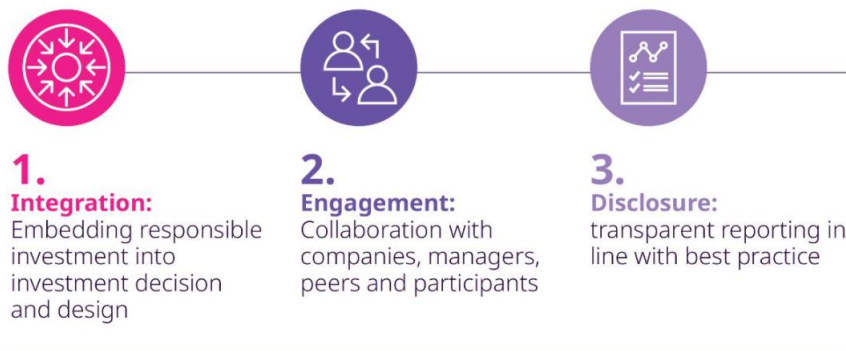 1.
Integration:
Embedding responsible
investment into
investment decision
and design
2.
Engagement:
Collaboration with
companies, managers,
peers and participants
3.
Disclosure:
transparent reporting in
line with best practice